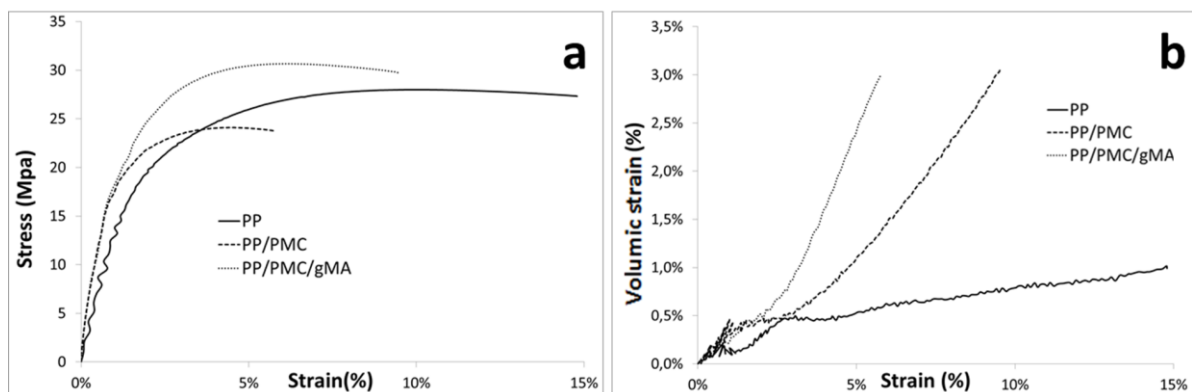 a
35
30
25
20
15
10
5
0
Stress (Mpa)
PP
PP/PMC
PP/PMC/gMA
0%
5%
10%
15%
Strain(%)
b
3,5%
3,0%
2,5%
2,0%
1,5%
1,0%
0,5%
0,0%
Volumic strain (%)
PP
PP/PMC
PP/PMC/gMA
0%
5%
10%
15%
Strain (%)